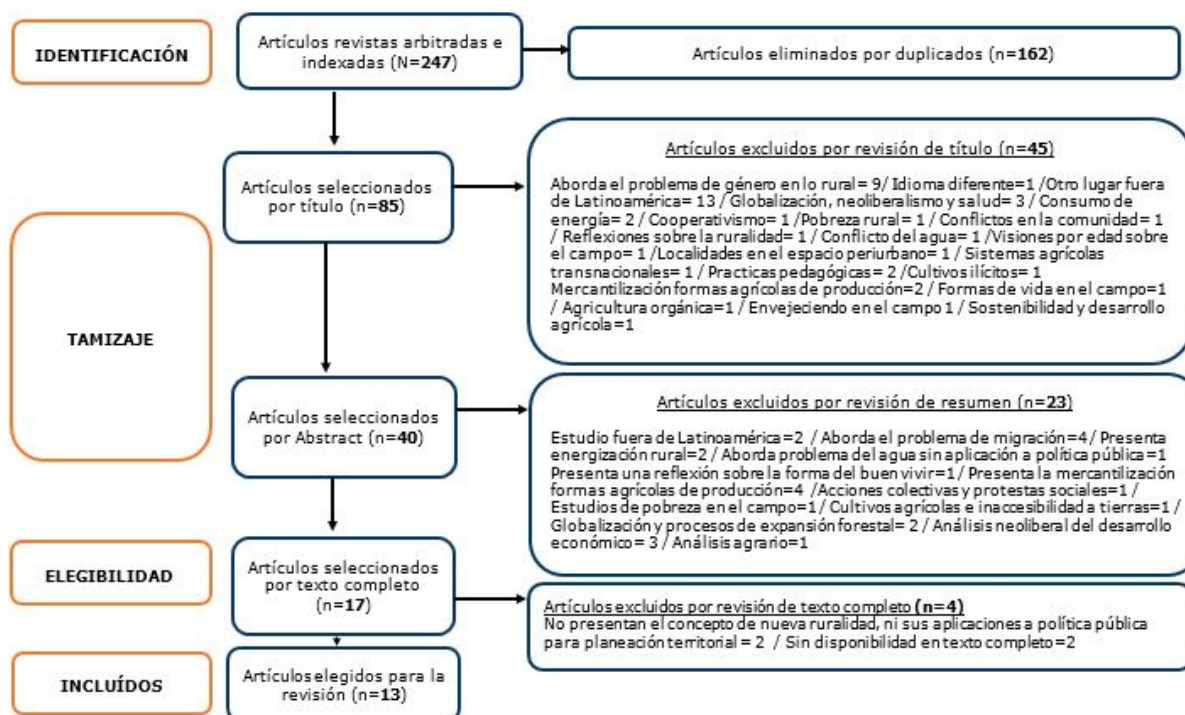 IDENTIFICACIÓN
Artículos revistas arbitradas e
indexadas (N=247)
Artículos eliminados por duplicados (n=162)
TAMIZAJE
Artículos seleccionados
por título (n=85)
Artículos excluidos por revisión de título (n=45)
Aborda el problema de género en lo rural= 9/ Idioma diferente=1 /Otro lugar fuera
de Latinoamérica= 13 / Globalización, neoliberalismo y salud= 3 / Consumo de
energía= 2 / Cooperativismo= 1 /Pobreza rural= 1 / Conflictos en la comunidad= 1
/ Reflexiones sobre la ruralidad= 1 / Conflicto del agua= 1 /Visiones por edad sobre
el campo= 1 /Localidades en el espacio periurbano= 1 / Sistemas agrícolas
transnacionales= 1 / Practicas pedagógicas= 2 /Cultivos ilícitos= 1
Mercantilización formas agrícolas de producción=2 / Formas de vida en el campo=1
/ Agricultura orgánica=1 / Envejeciendo en el campo 1 / Sostenibilidad y desarrollo
agrícola=1
Artículos seleccionados
por Abstract (n=40)
Artículos excluidos por revisión de resumen (n=23)
Estudio fuera de Latinoamérica=2 / Aborda el problema de migración=4/ Presenta
energización rural=2 / Aborda problema del agua sin aplicación a política pública=1
Presenta una reflexión sobre la forma del buen vivir=1/ Presenta la mercantilización
formas agrícolas de producción=4 /Acciones colectivas y protestas sociales=1 /
Estudios de pobreza en el campo=1 / Cultivos agrícolas e inaccesibilidad a tierras=1 /
Globalización y procesos de expansión forestal= 2 / Análisis neoliberal del desarrollo
económico= 3 / Análisis agrario=1
ELEGIBILIDAD
Artículos seleccionados
por texto completo
(n=17)
Artículos excluidos por revisión de texto completo (n=4)
No presentan el concepto de nueva ruralidad, ni sus aplicaciones a política pública
para planeación territorial = 2 / Sin disponibilidad en texto completo=2
INCLUÍDOS
Artículos elegidos para la
revisión (n=13)